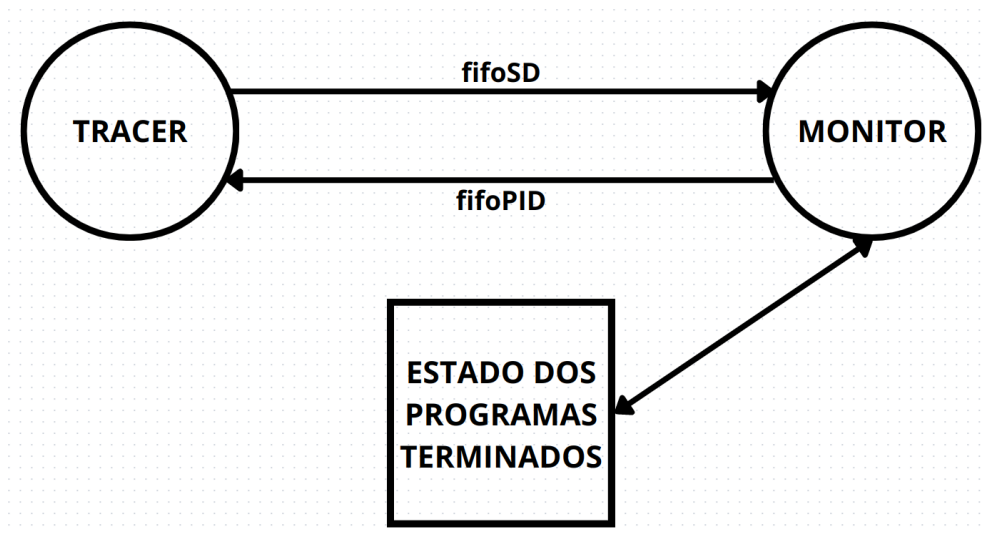 fifoSD
TRACER
MONITOR
fifoPID
ESTADO DOS
PROGRAMAS
TERMINADOS